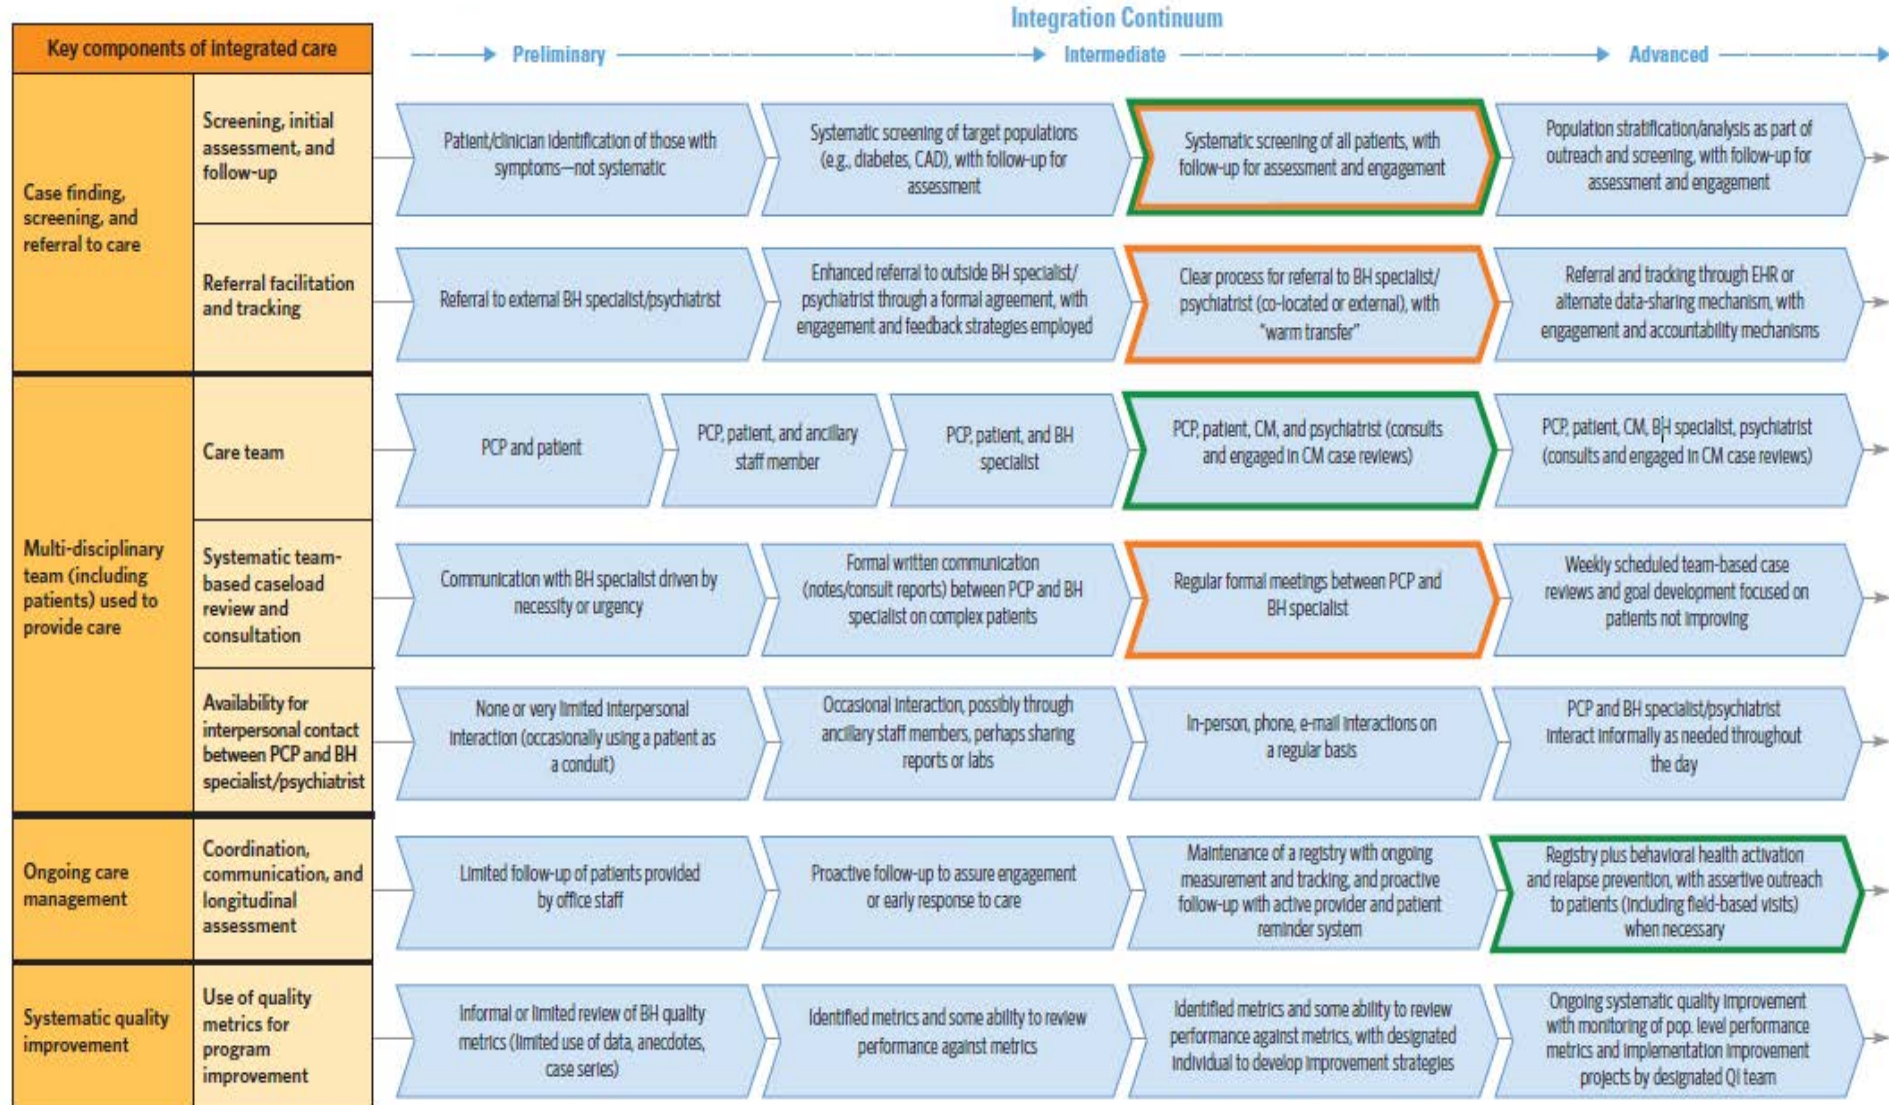 Integration Continuum
Preliminary
Intermediate
Advanced
Key components of integrated care
Case finding,
screening, and
referral to care
Screening, initial
assessment, and
follow-up
Patient/clinician identification of those with
symptoms—not systematic
Systematic screening of target populations
(e.g., diabetes, CAD), with follow-up for
assessment
Systematic screening of all patients, with
follow-up for assessment and engagement
Population stratification/analysis as part of
outreach and screening, with follow-up for
assessment and engagement
Referral facilitation
and tracking
Referral to external BH specialist/psychiatrist
Enhanced referral to outside BH specialist/
psychiatrist through a formal agreement, with
engagement and feedback strategies employed
Clear process for referral to BH specialist/
psychiatrist (co-located or external), with
"warm transfer"
Referral and tracking through EHR or
alternate data-sharing mechanism, with
engagement and accountability mechanisms
Multi-disciplinary
team (including
patients) used to
provide care
Care team
PCP and patient
PCP, patient, and ancillary
staff member
PCP, patient, and BH
specialist
PCP, patient, CM, and psychiatrist (consults
and engaged in CM case reviews)
PCP, patient, CM, BH specialist, psychiatrist
(consults and engaged in CM case reviews)
Systematic team-
based caseload
review and
consultation
Communication with BH specialist driven by
necessity or urgency
Formal written communication
(notes/consult reports) between PCP and BH
specialist on complex patients
Regular formal meetings between PCP and
BH specialist
Weekly scheduled team-based case
reviews and goal development focused on
patients not improving
Availability for
interpersonal contact
between PCP and BH
specialist/psychiatrist
None or very limited interpersonal
interaction (occasionally using a patient as
a conduit)
Occasional interaction, possibly through
ancillary staff members, perhaps sharing
reports or labs
In-person, phone, e-mail interactions on
a regular basis
PCP and BH specialist/psychiatrist
interact informally as needed throughout
the day
Ongoing care
management
Coordination,
communication, and
longitudinal
assessment
Limited follow-up of patients provided
by office staff
Proactive follow-up to assure engagement
or early response to care
Maintenance of a registry with ongoing
measurement and tracking, and proactive
follow-up with active provider and patient
reminder system
Registry plus behavioral health activation
and relapse prevention, with assertive outreach
to patients (including field-based visits)
when necessary
Systematic quality
improvement
Use of quality
metrics for
program
improvement
Informal or limited review of BH quality
metrics (limited use of data, anecdotes,
case series)
Identified metrics and some ability to review
performance against metrics
Identified metrics and some ability to review
performance against metrics, with designated
individual to develop improvement strategies
Ongoing systematic quality improvement
with monitoring of pop. level performance
metrics and implementation improvement
projects by designated QI team